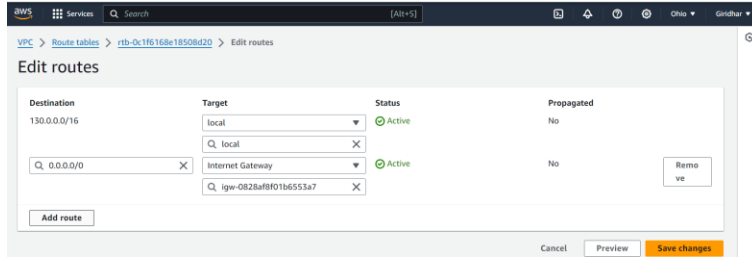 aws Services Search [Alt+S] Ohio Giridhar
VPC > Route tables > rtb-0c1f6168e18508d20 > Edit routes
Edit routes
Destination Target Status Propagated
130.0.0.0/16 local Active No
local
0.0.0.0/0 Internet Gateway Active No Remo
ve
igw-0828af8f01b6553a7
Add route
Cancel Preview Save changes